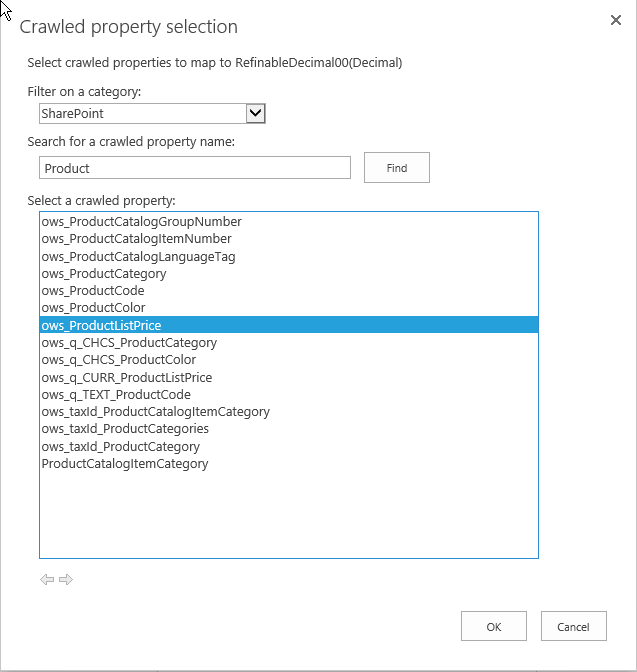 Crawled property selection
Select crawled properties to map to RefinableDecimal00(Decimal)
Filter on a category:
SharePoint
Search for a crawled property name:
Product
Find
Select a crawled property:
ows_ProductCatalogGroupNumber
ows_ProductCatalogItemNumber
ows_ProductCatalogLanguageTag
ows_ProductCategory
ows_ProductCode
ows_ProductColor
ows_ProductListPrice
ows_q_CHCS_ProductCategory
ows_q_CHCS_ProductColor
ows_q_CURR_ProductListPrice
ows_q_TEXT_ProductCode
ows_taxId_ProductCatalogItemCategory
ows_taxId_ProductCategories
ows_taxId_ProductCategory
ProductCatalogItemCategory
OK
Cancel